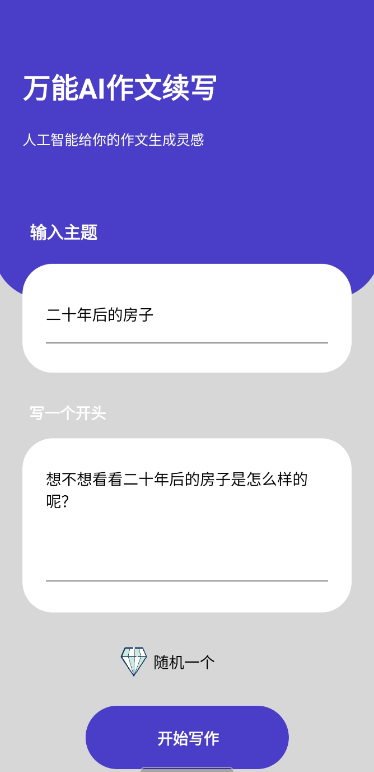 万能AI作文续写
人工智能给你的作文生成灵感
输入主题
二十年后的房子
写一个开头
想不想看看二十年后的房子是怎么样的
呢?
随机一个
开始写作